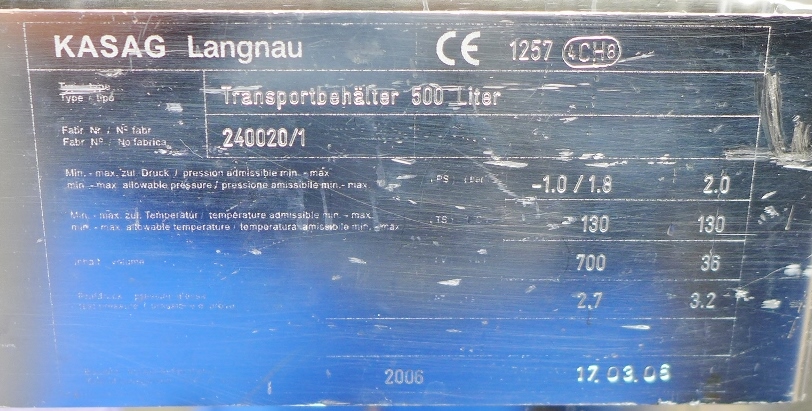 KASAG Langnau CE 1257 4CH8
Type / tipo Transportbehälter 500 Liter
Fabr. Nr. / Nº fabr.
Fabr. Nº / No fabrica 240020/1
Min. - max. zul. Druck / pression admissible min. - max
min. - max. allowable pressure / pressione amissibile min. - max PS -1.0 / 1.8 2.0
Min. - max. zul. Temperatur / température admissible min. - max.
min. - max. allowable temperature / temperatura amissibile min. - max TS 130 130
Inhalt volume 700 36
2,7 3.2
2006 17.03.06